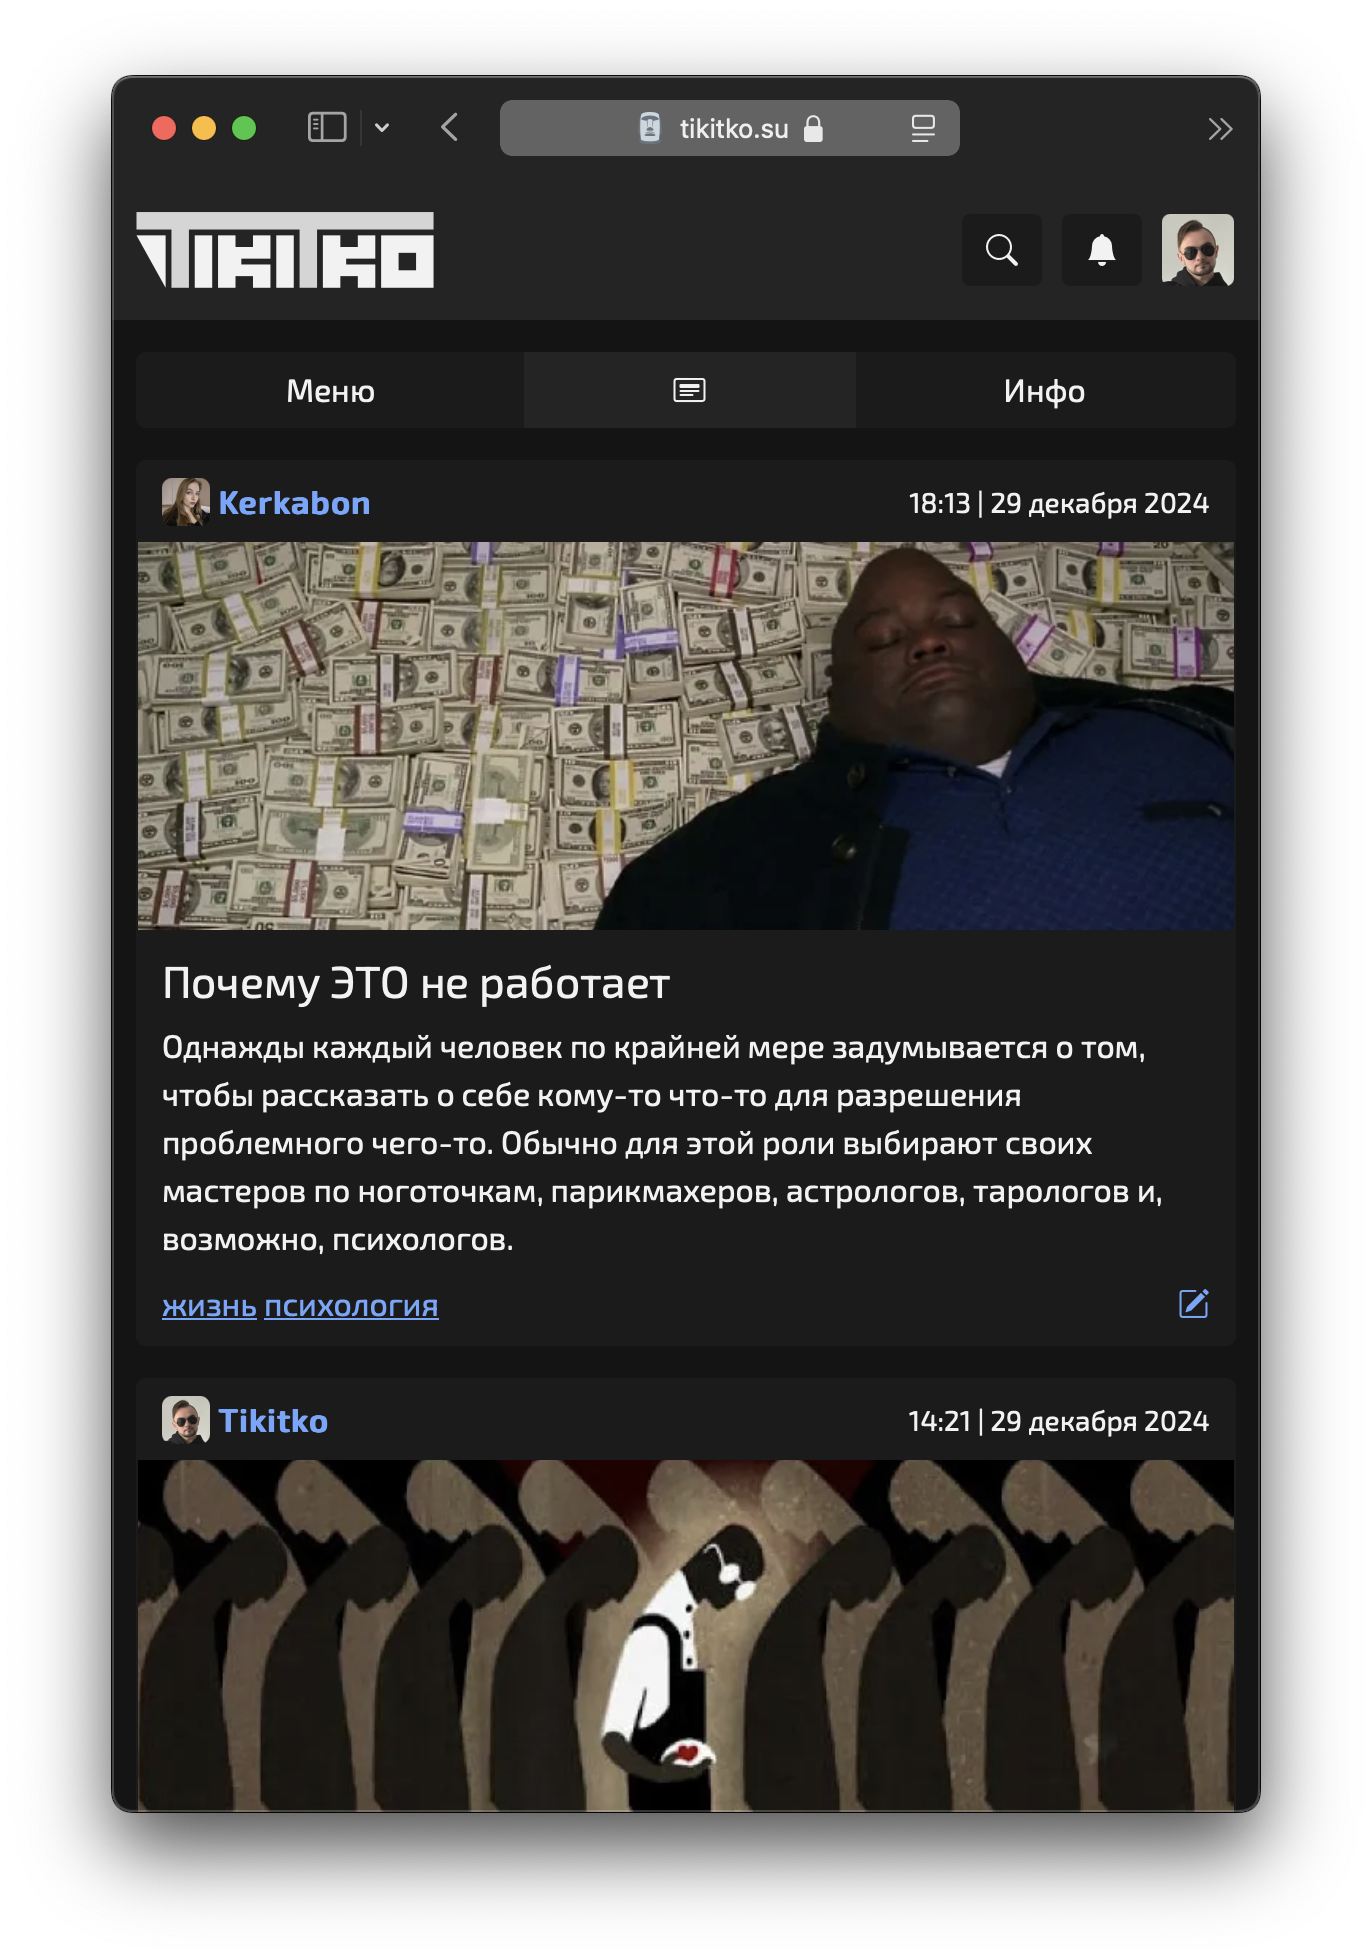 tikitko.su
TIKITKO
Меню
Инфо
Kerkabon
18:13 | 29 декабря 2024
Почему ЭТО не работает
Однажды каждый человек по крайней мере задумывается о том,
чтобы рассказать о себе кому-то что-то для разрешения
проблемного чего-то. Обычно для этой роли выбирают своих
мастеров по ноготочкам, парикмахеров, астрологов, тарологов и,
возможно, психологов.
жизнь психология
Tikitko
14:21 | 29 декабря 2024